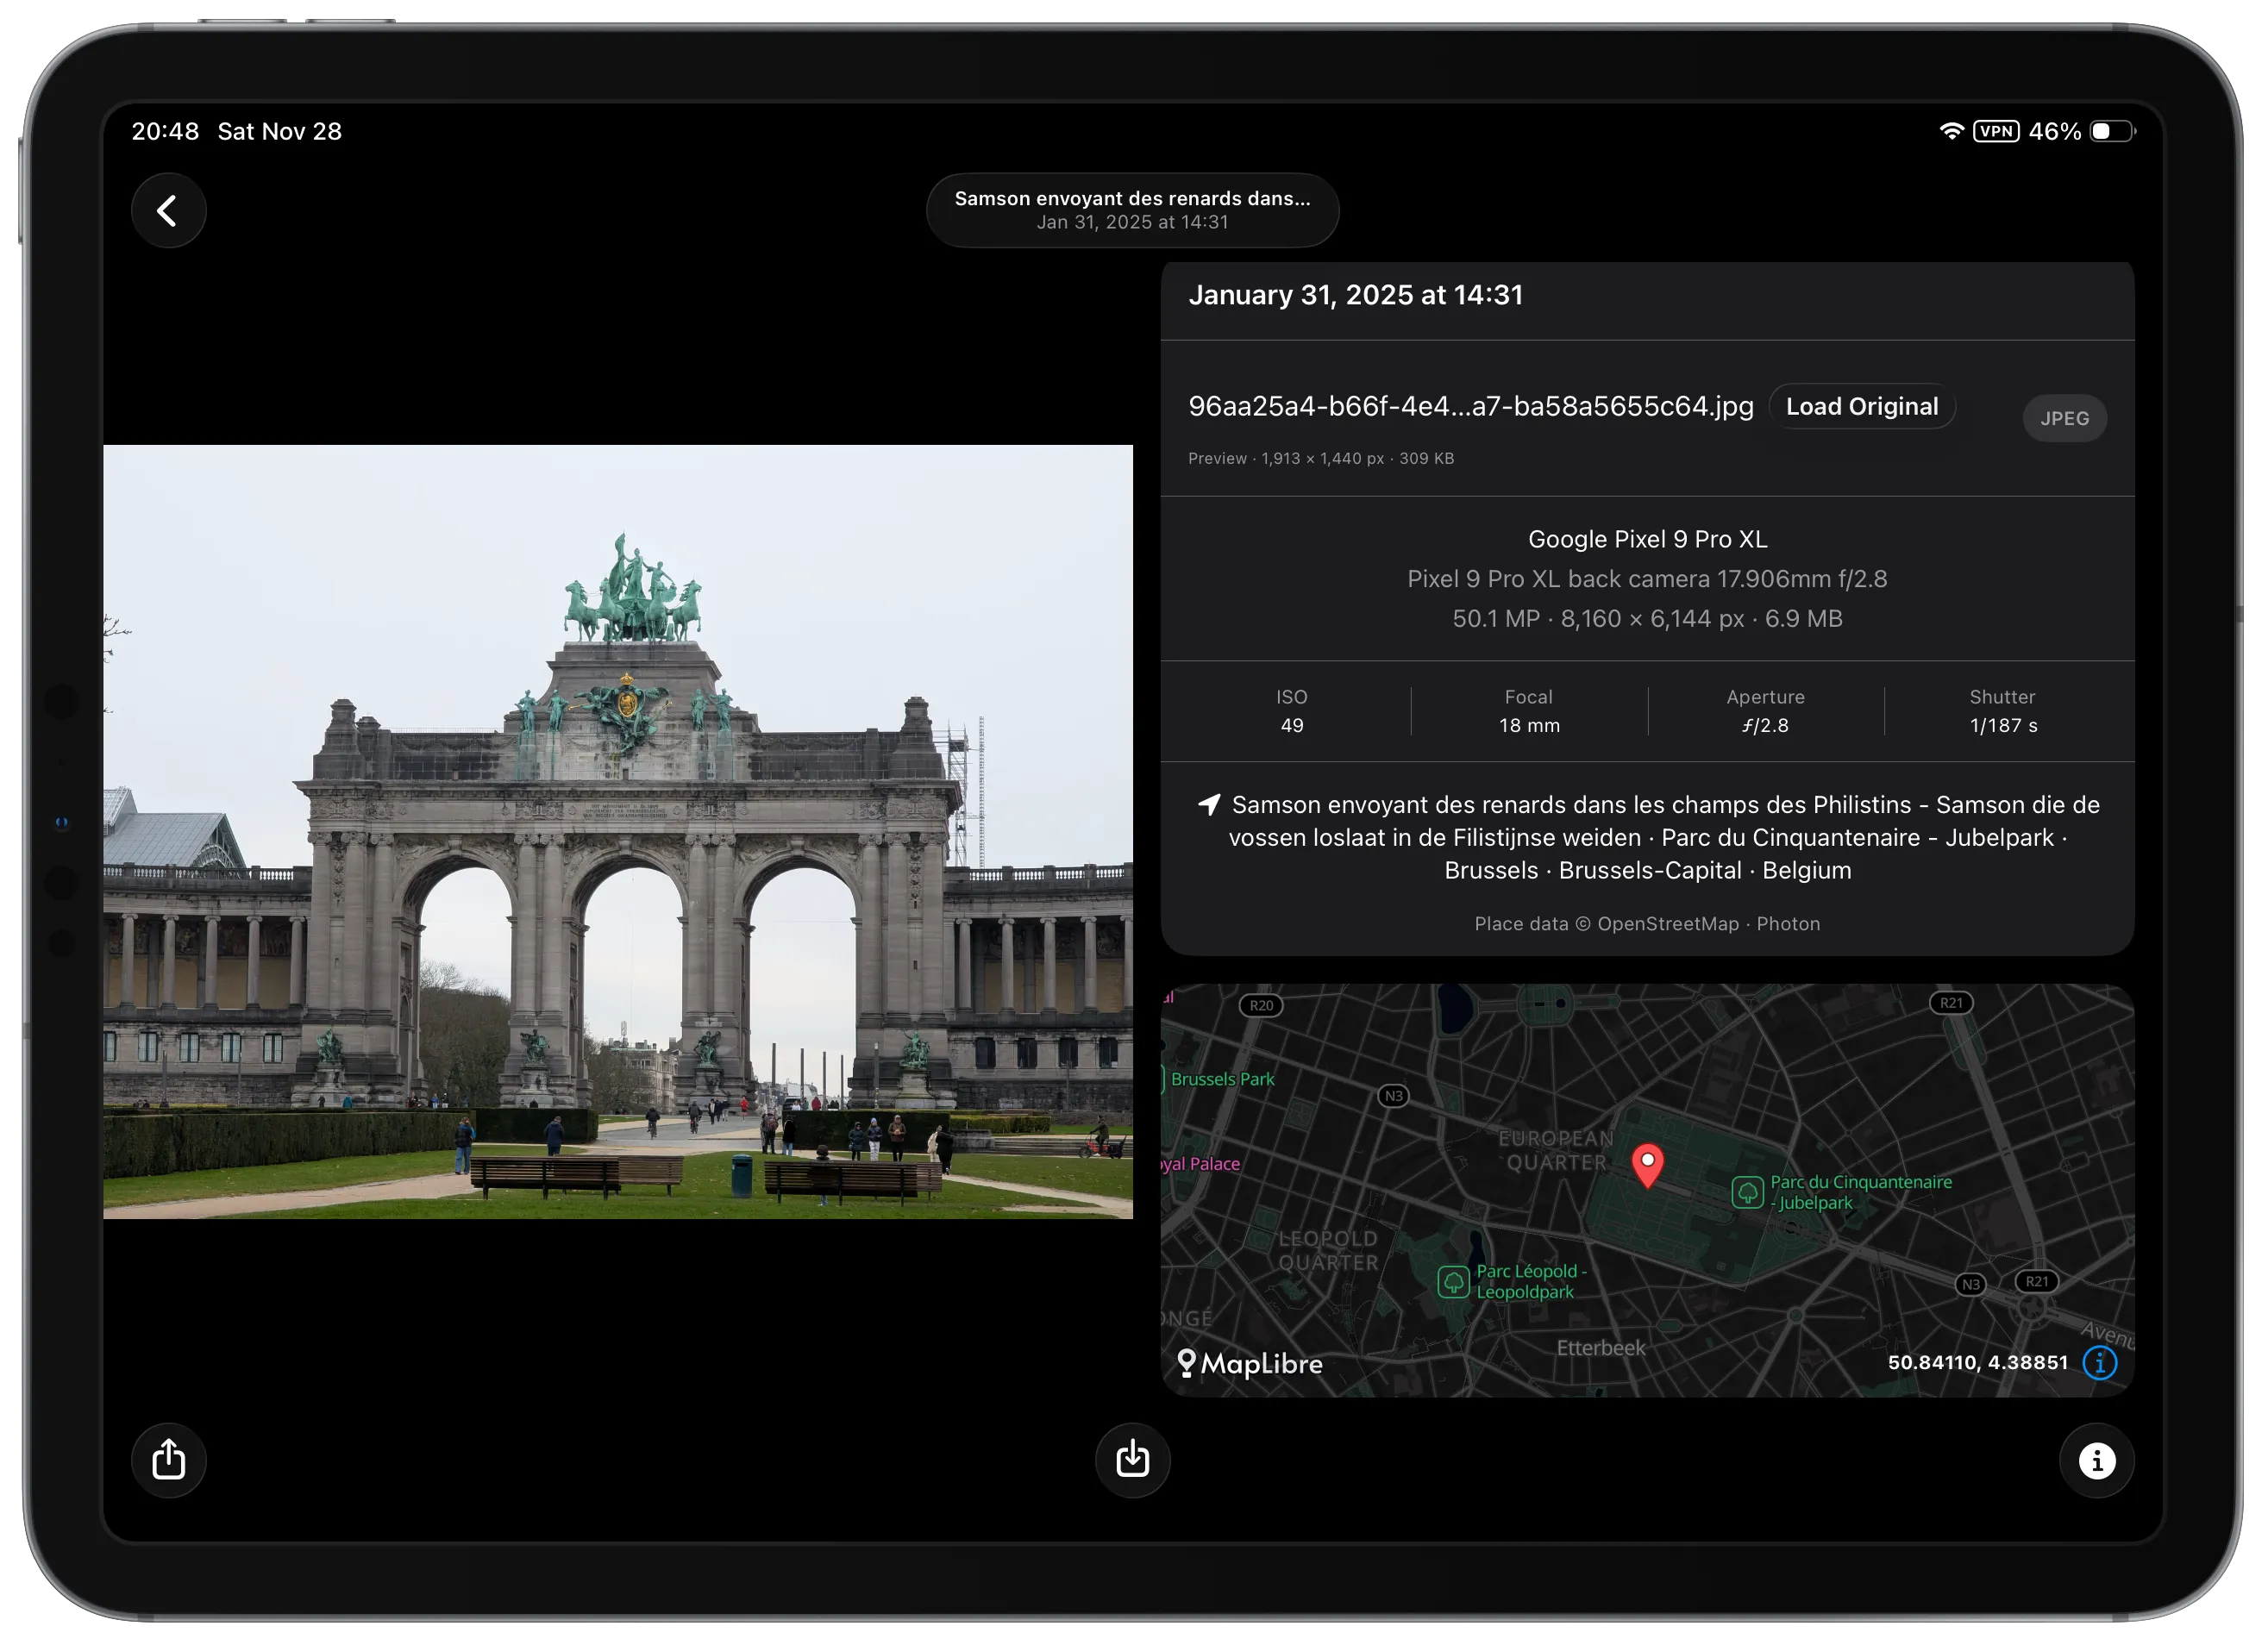 20:48 Sat Nov 28
VPN 46%
Samson envoyant des renards dans...
Jan 31, 2025 at 14:31
January 31, 2025 at 14:31
96aa25a4-b66f-4e4...a7-ba58a5655c64.jpg Load Original
JPEG
Preview · 1,913 × 1,440 px · 309 KB
Google Pixel 9 Pro XL
Pixel 9 Pro XL back camera 17.906mm f/2.8
50.1 MP · 8,160 × 6,144 px · 6.9 MB
ISO Focal Aperture Shutter
49 18 mm ƒ/2.8 1/187 s
Samson envoyant des renards dans les champs des Philistins - Samson die de
vossen loslaat in de Filistijnse weiden · Parc du Cinquantenaire - Jubelpark ·
Brussels · Brussels-Capital · Belgium
Place data © OpenStreetMap · Photon
al
R20
R21
Brussels Park
N3
EUROPEAN
QUARTER
oyal Palace
Parc du Cinquantenaire
- Jubelpark
LEOPOLD
QUARTER
Parc Léopold -
Leopoldpark
N3
R21
ONGÉ
Etterbeek
Avenu
MapLibre
50.84110, 4.38851